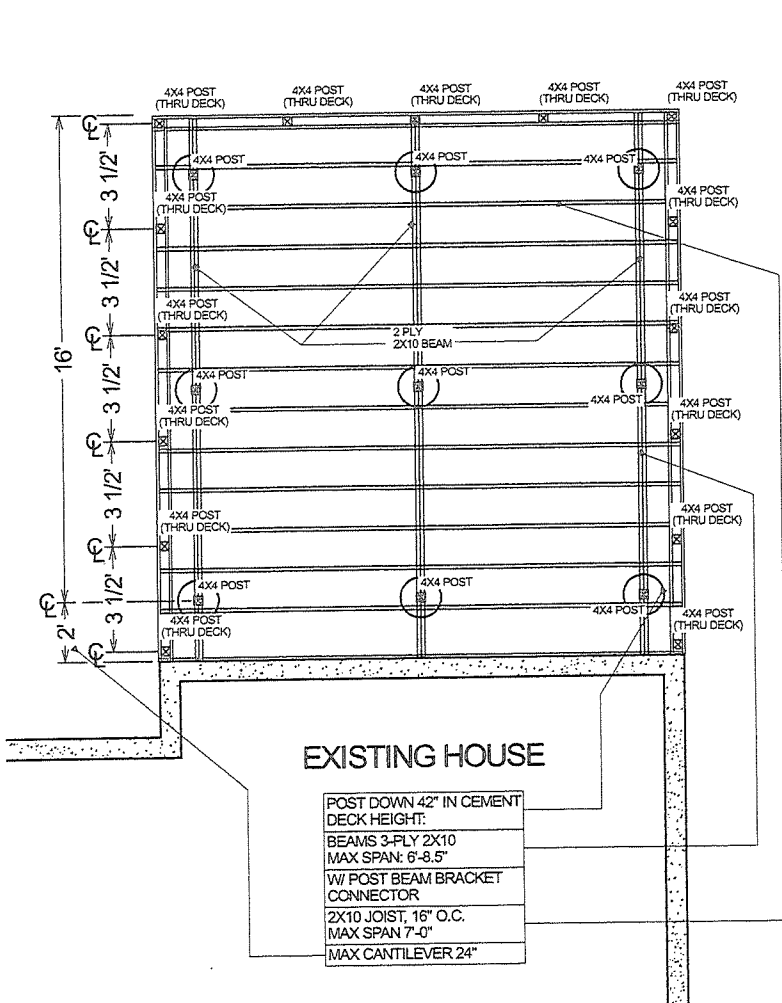 4X4 POST 4X4 POST 4X4 POST 4X4 POST 4X4 POST
(THRU DECK) (THRU DECK) (THRU DECK) (THRU DECK) (THRU DECK)
℄
3 1/2'
4X4 POST 4X4 POST 4X4 POST
4X4 POST 4X4 POST
(THRU DECK) (THRU DECK)
℄
3 1/2'
4X4 POST 4X4 POST
(THRU DECK) (THRU DECK)
℄
2 PLY
2X10 BEAM
16'
3 1/2'
4X4 POST 4X4 POST 4X4 POST
4X4 POST 4X4 POST
(THRU DECK) (THRU DECK)
℄
3 1/2'
4X4 POST 4X4 POST
(THRU DECK) (THRU DECK)
℄
3 1/2'
4X4 POST 4X4 POST 4X4 POST
℄
2'
4X4 POST 4X4 POST
(THRU DECK) (THRU DECK)
℄
EXISTING HOUSE
POST DOWN 42" IN CEMENT
DECK HEIGHT:
BEAMS 3-PLY 2X10
MAX SPAN: 6'-8.5"
W/ POST BEAM BRACKET
CONNECTOR
2X10 JOIST, 16" O.C.
MAX SPAN 7'-0"
MAX CANTILEVER 24"